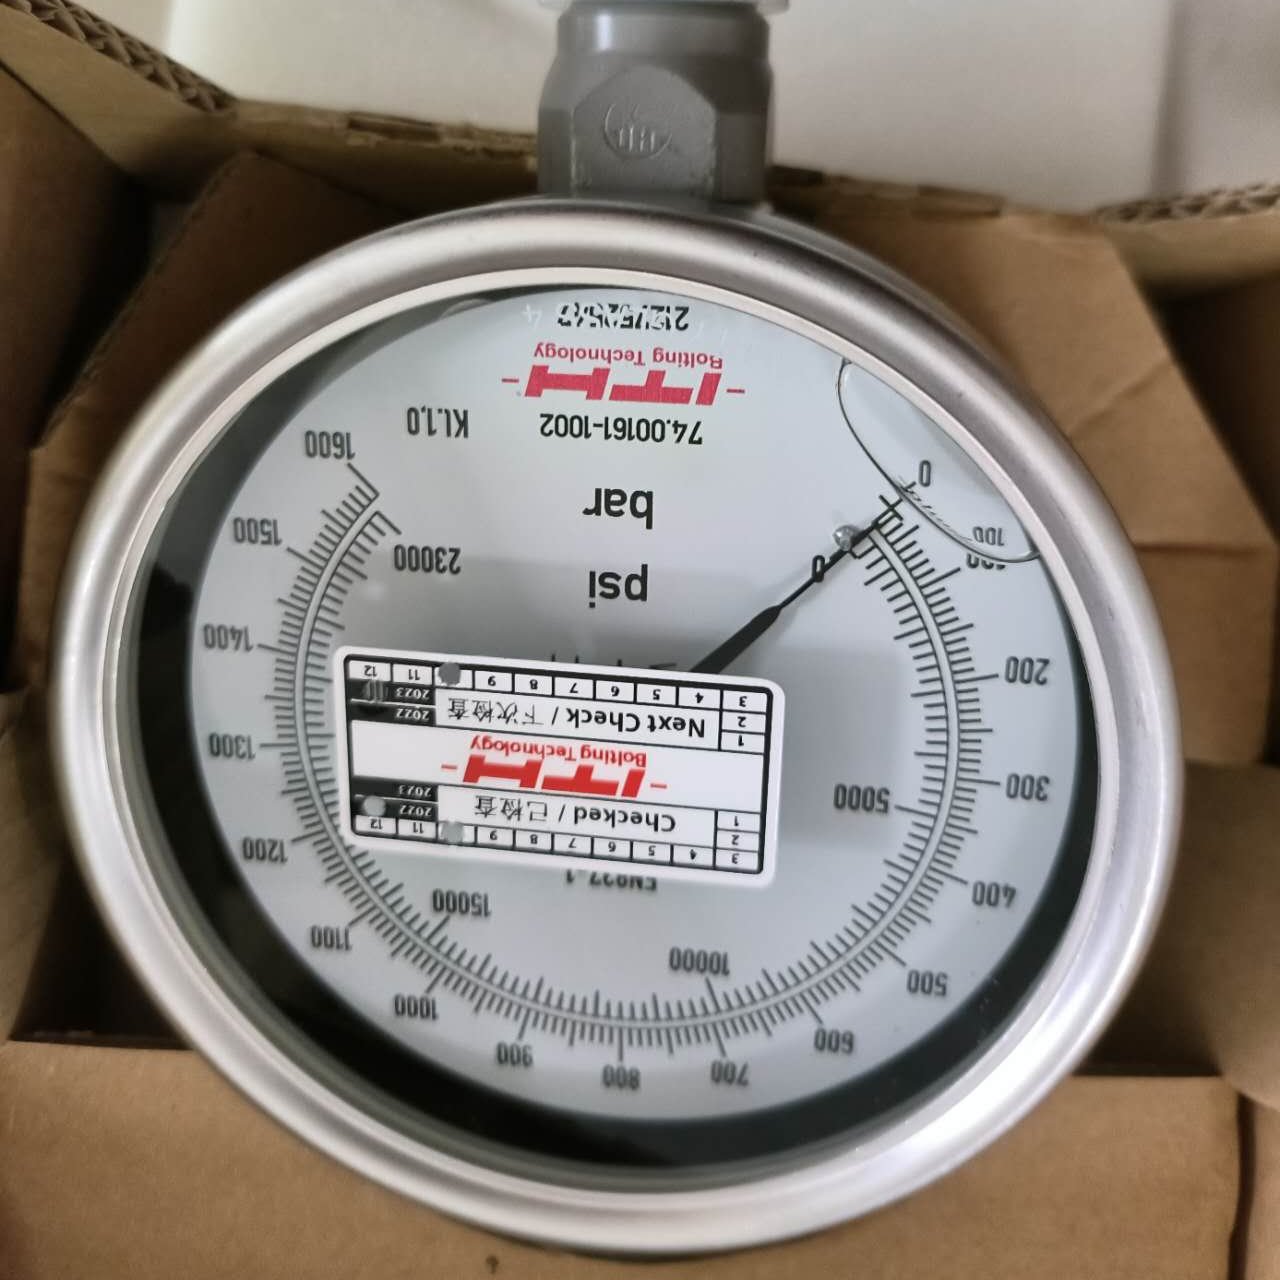 0
100
200
300
400
500
600
700
800
900
1000
1100
1200
1300
1400
1500
1600
0
5000
10000
15000
23000
EN837-1
3 4 5 6 7 8 9 11 12
2
1
Checked / 已检查
2022
2023
ITH
Bolting Technology
1
2
3 4 5 6 7 8 9 11 12
Next Check / 下次检查
2022
2023
psi
bar
74.00161-1002
Kl.1,0
ITH
Bolting Technology